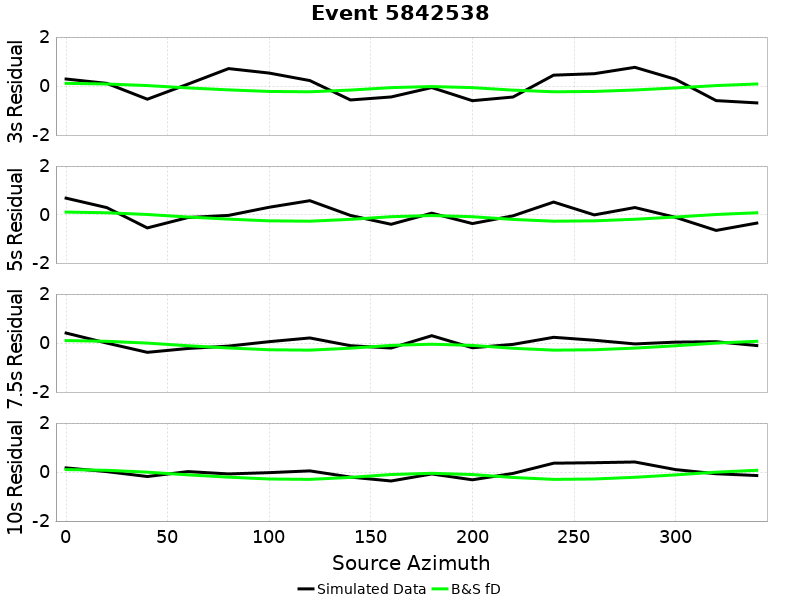 Event 5842538
3s Residual
2
0
-2
5s Residual
2
0
-2
7.5s Residual
2
0
-2
10s Residual
2
0
-2
0 50 100 150 200 250 300
Source Azimuth
Simulated Data B&S fD